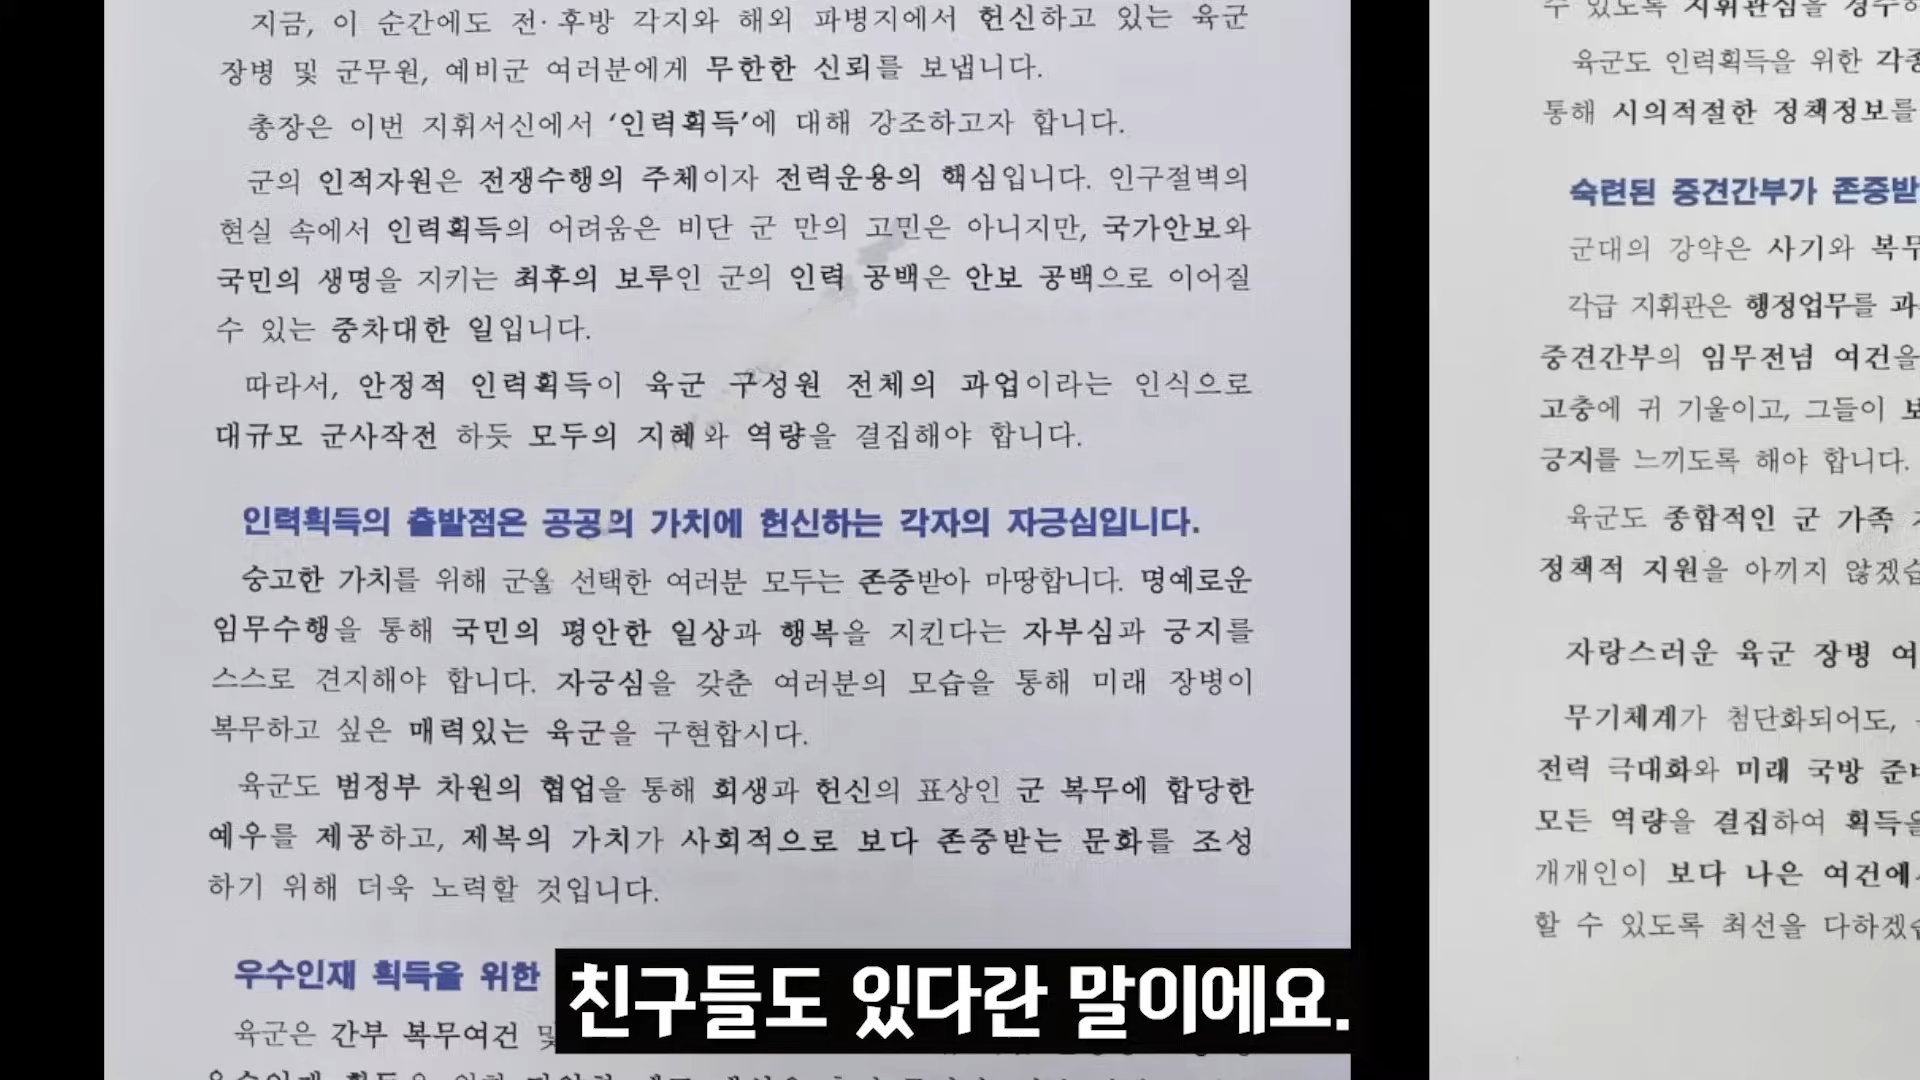 지금, 이 순간에도 전·후방 각지와 해외 파병지에서 헌신하고 있는 육군
장병 및 군무원, 예비군 여러분에게 무한한 신뢰를 보냅니다.
총장은 이번 지휘서신에서 ‘인력획득’에 대해 강조하고자 합니다.
군의 인적자원은 전쟁수행의 주체이자 전력운용의 핵심입니다. 인구절벽의
현실 속에서 인력획득의 어려움은 비단 군 만의 고민은 아니지만, 국가안보와
국민의 생명을 지키는 최후의 보루인 군의 인력 공백은 안보 공백으로 이어질
수 있는 중차대한 일입니다.
따라서, 안정적 인력획득이 육군 구성원 전체의 과업이라는 인식으로
대규모 군사작전 하듯 모두의 지혜와 역량을 결집해야 합니다.
인력획득의 출발점은 공공의 가치에 헌신하는 각자의 자긍심입니다.
숭고한 가치를 위해 군을 선택한 여러분 모두는 존중받아 마땅합니다. 명예로운
임무수행을 통해 국민의 평안한 일상과 행복을 지킨다는 자부심과 긍지를
스스로 견지해야 합니다. 자긍심을 갖춘 여러분의 모습을 통해 미래 장병이
복무하고 싶은 매력있는 육군을 구현합시다.
육군도 범정부 차원의 협업을 통해 희생과 헌신의 표상인 군 복무에 합당한
예우를 제공하고, 제복의 가치가 사회적으로 보다 존중받는 문화를 조성
하기 위해 더욱 노력할 것입니다.
우수인재 획득을 위한
육군은 간부 복무여건 및
수 있도록 지휘관심을
육군도 인력획득을 위한 각종
통해 시의적절한 정책정보를
숙련된 중견간부가 존중받
군대의 강약은 사기와 복무
각급 지휘관은 행정업무를 과
중견간부의 임무전념 여건을
고충에 귀 기울이고, 그들이
긍지를 느끼도록 해야 합니다.
육군도 종합적인 군 가족
정책적 지원을 아끼지 않겠습
자랑스러운 육군 장병 여
무기체계가 첨단화되어도,
전력 극대화와 미래 국방 준비
모든 역량을 결집하여 획득을
개개인이 보다 나은 여건에서
할 수 있도록 최선을 다하겠습
친구들도 있다란 말이에요.